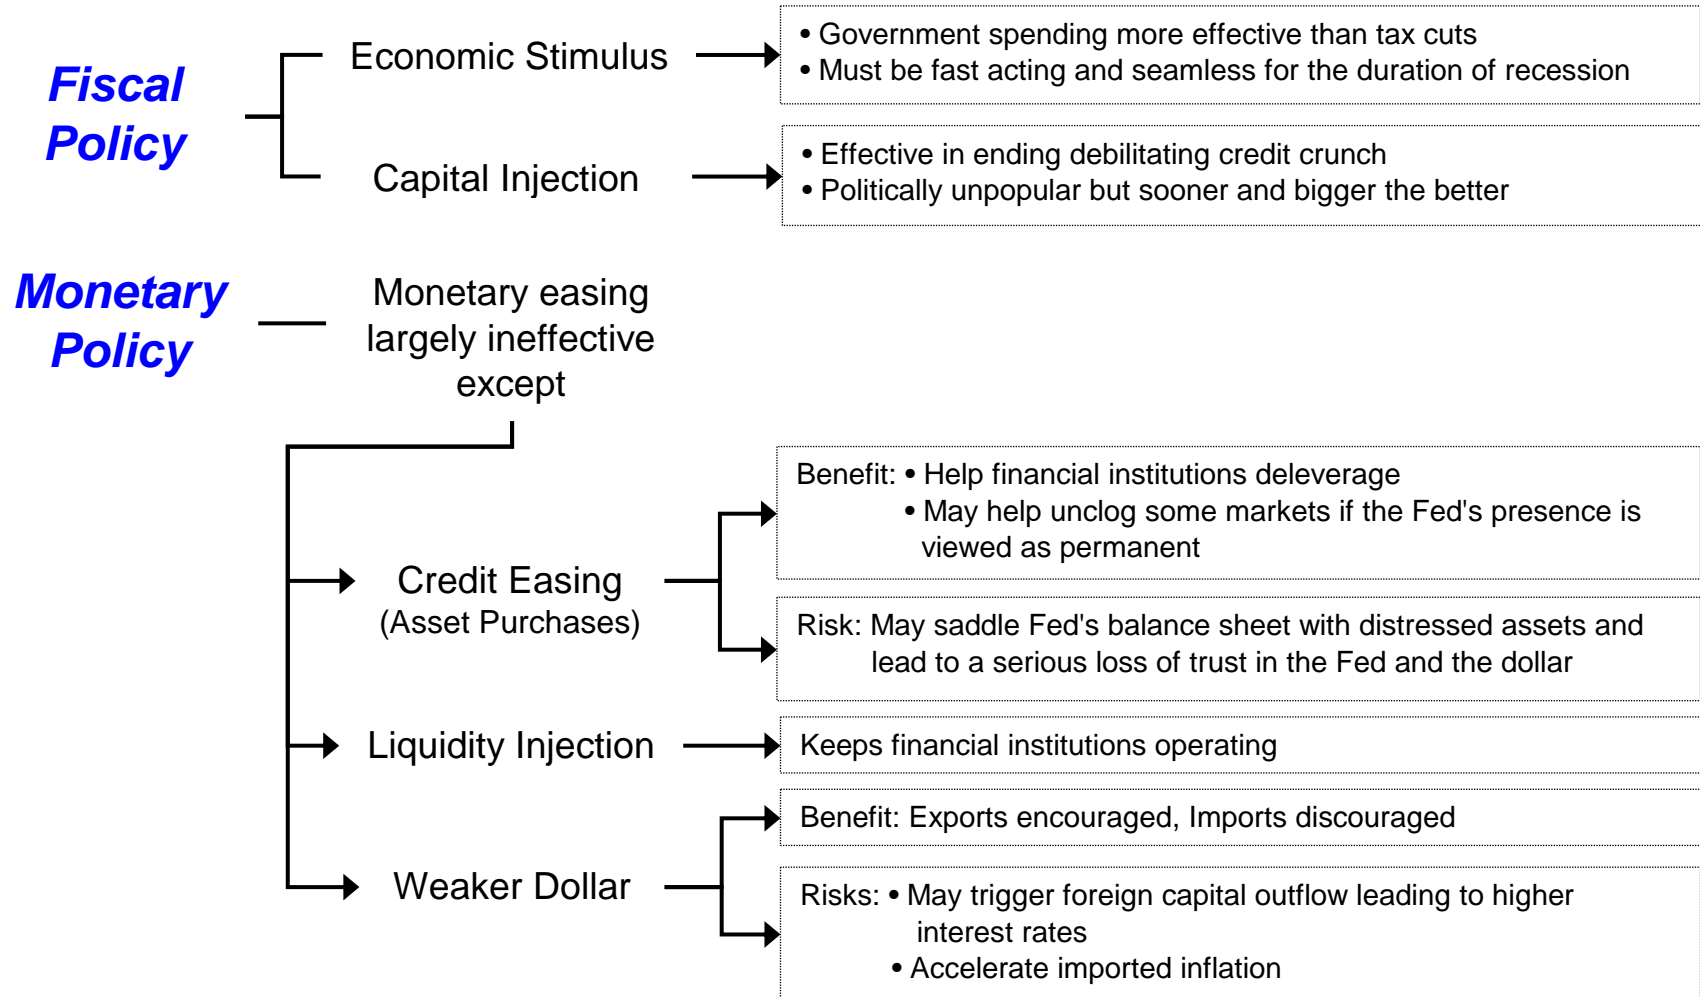 Fiscal
Policy
Economic Stimulus
• Government spending more effective than tax cuts
• Must be fast acting and seamless for the duration of recession
Capital Injection
• Effective in ending debilitating credit crunch
• Politically unpopular but sooner and bigger the better
Monetary
Policy
Monetary easing
largely ineffective
except
Credit Easing
(Asset Purchases)
Benefit: • Help financial institutions deleverage
• May help unclog some markets if the Fed's presence is
viewed as permanent
Risk: May saddle Fed's balance sheet with distressed assets and
lead to a serious loss of trust in the Fed and the dollar
Liquidity Injection
Keeps financial institutions operating
Weaker Dollar
Benefit: Exports encouraged, Imports discouraged
Risks: • May trigger foreign capital outflow leading to higher
interest rates
• Accelerate imported inflation